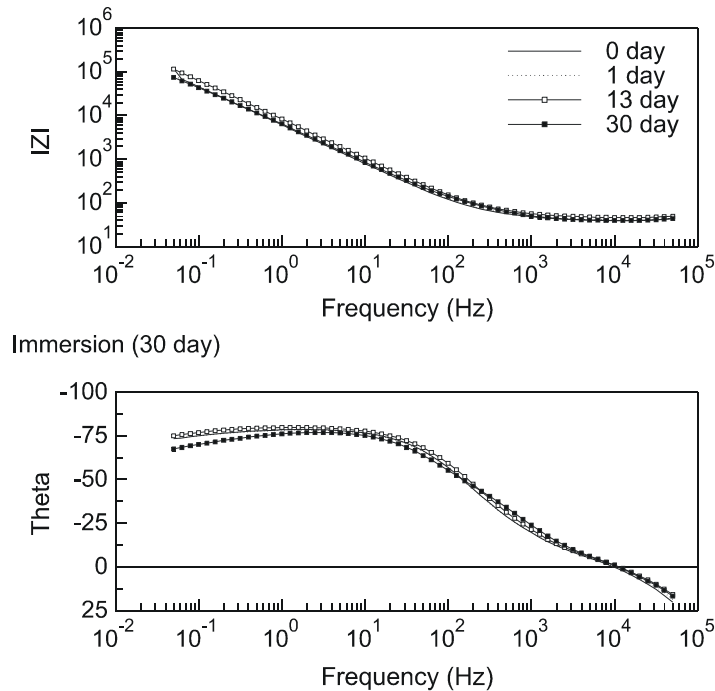 10^6
10^5
10^4
10^3
10^2
10^1
IZI
0 day
1 day
13 day
30 day
10^-2 10^-1 10^0 10^1 10^2 10^3 10^4 10^5
Frequency (Hz)
Immersion (30 day)
-100
-75
-50
-25
0
25
Theta
10^-2 10^-1 10^0 10^1 10^2 10^3 10^4 10^5
Frequency (Hz)